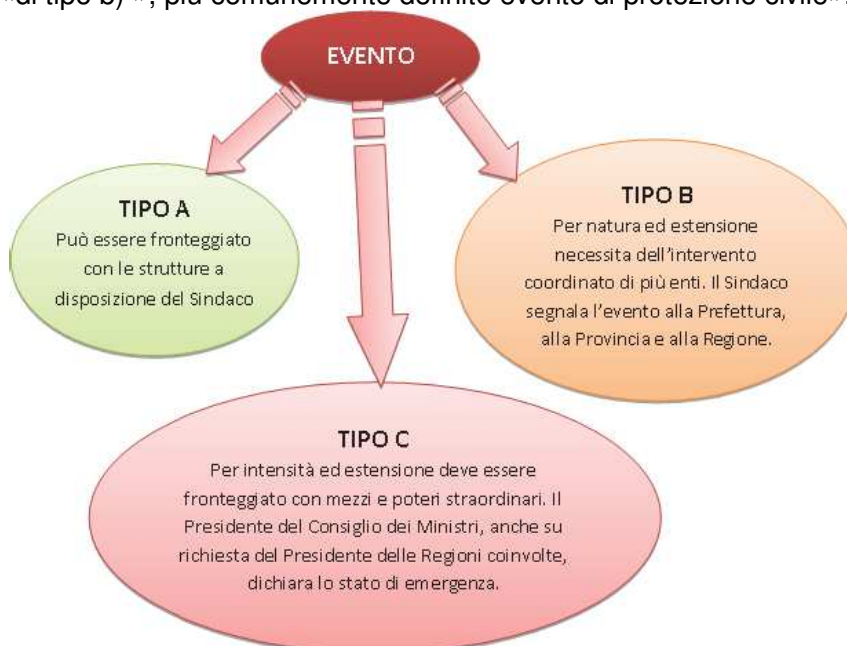 di tipo b) », più comunemente definito evento di protezione civile».
EVENTO
TIPO A
Può essere fronteggiato
con le strutture a
disposizione del Sindaco
TIPO B
Per natura ed estensione
necessita dell'intervento
coordinato di più enti. Il Sindaco
segnala l'evento alla Prefettura,
alla Provincia e alla Regione.
TIPO C
Per intensità ed estensione deve essere
fronteggiato con mezzi e poteri straordinari. Il
Presidente del Consiglio dei Ministri, anche su
richiesta del Presidente delle Regioni coinvolte,
dichiara lo stato di emergenza.